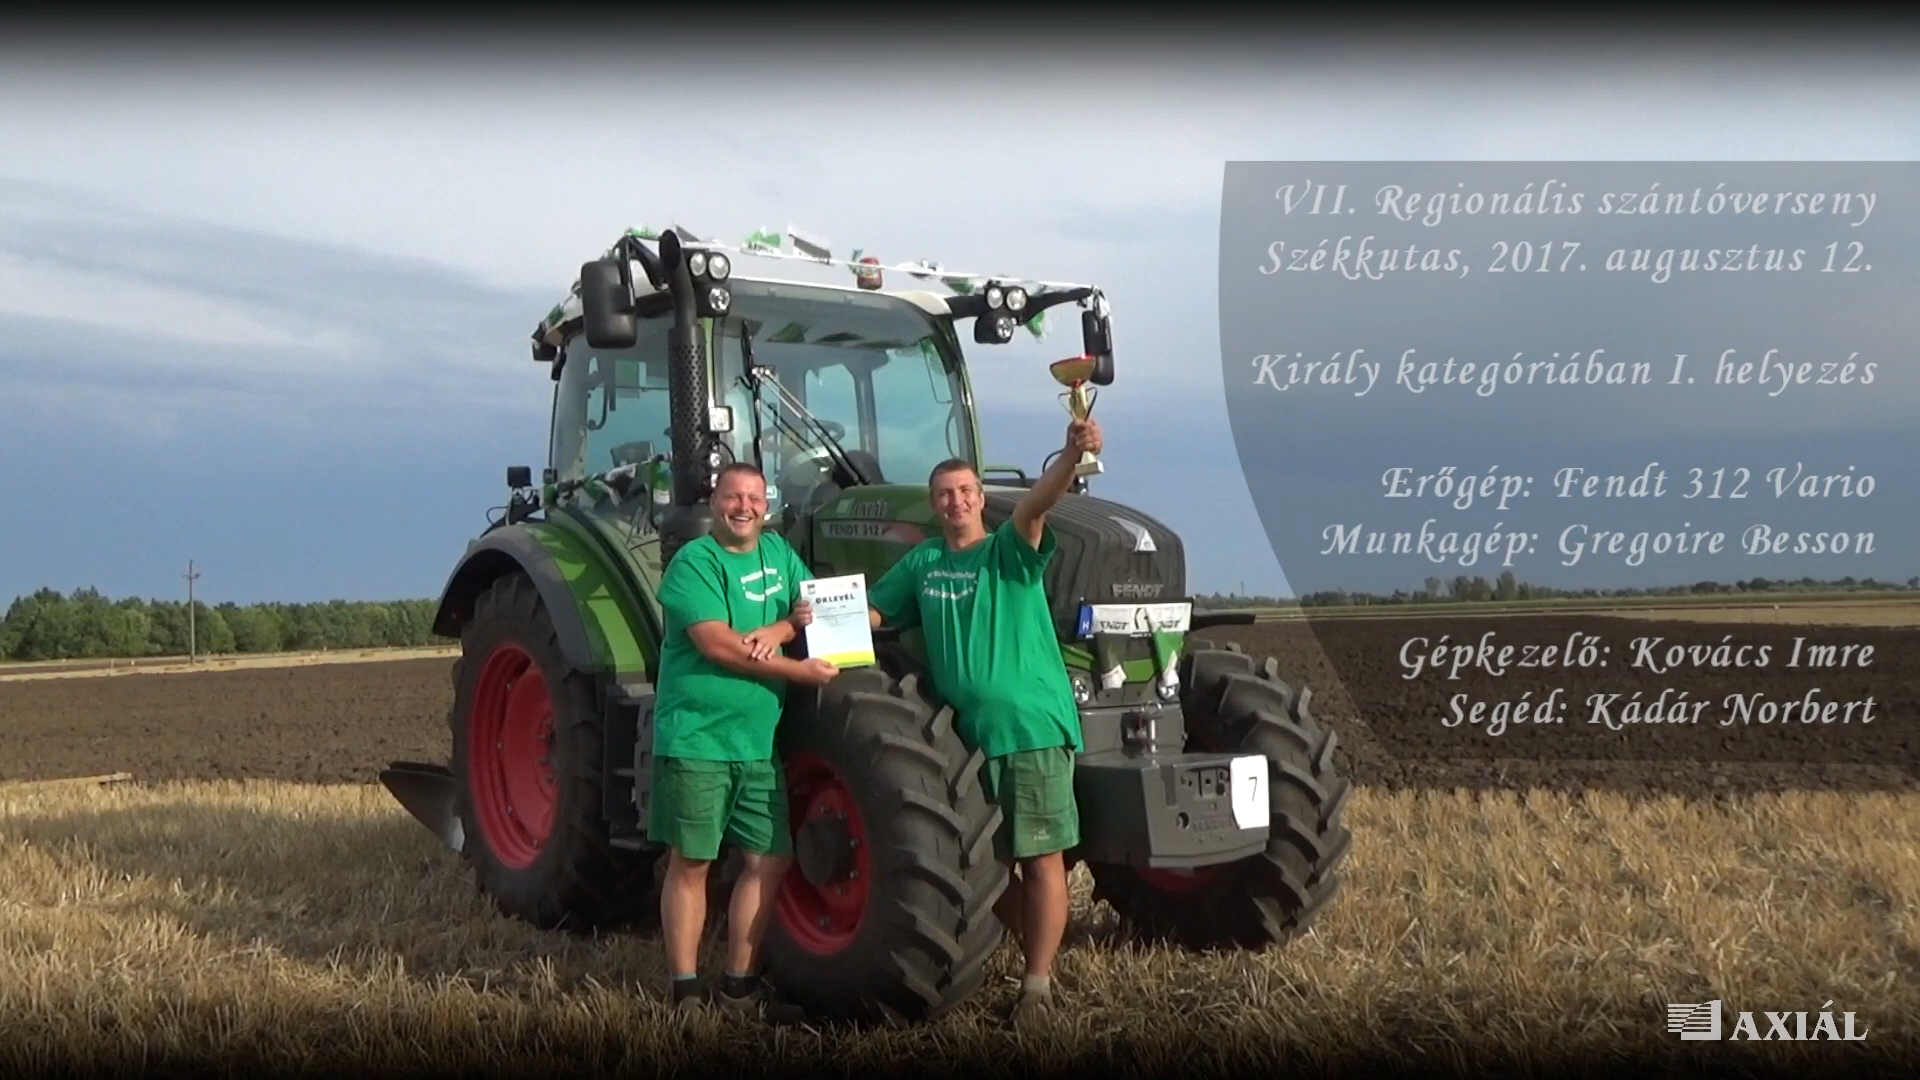 VII. Regionális szántóverseny
Székkutas, 2017. augusztus 12.
Király kategóriában I. helyezés
Erőgép: Fendt 312 Vario
Munkagép: Gregoire Besson
Gépkezelő: Kovács Imre
Segéd: Kádár Norbert
FENDT 312
OKLEVÉL
FENDT
H
7
AXIÁL